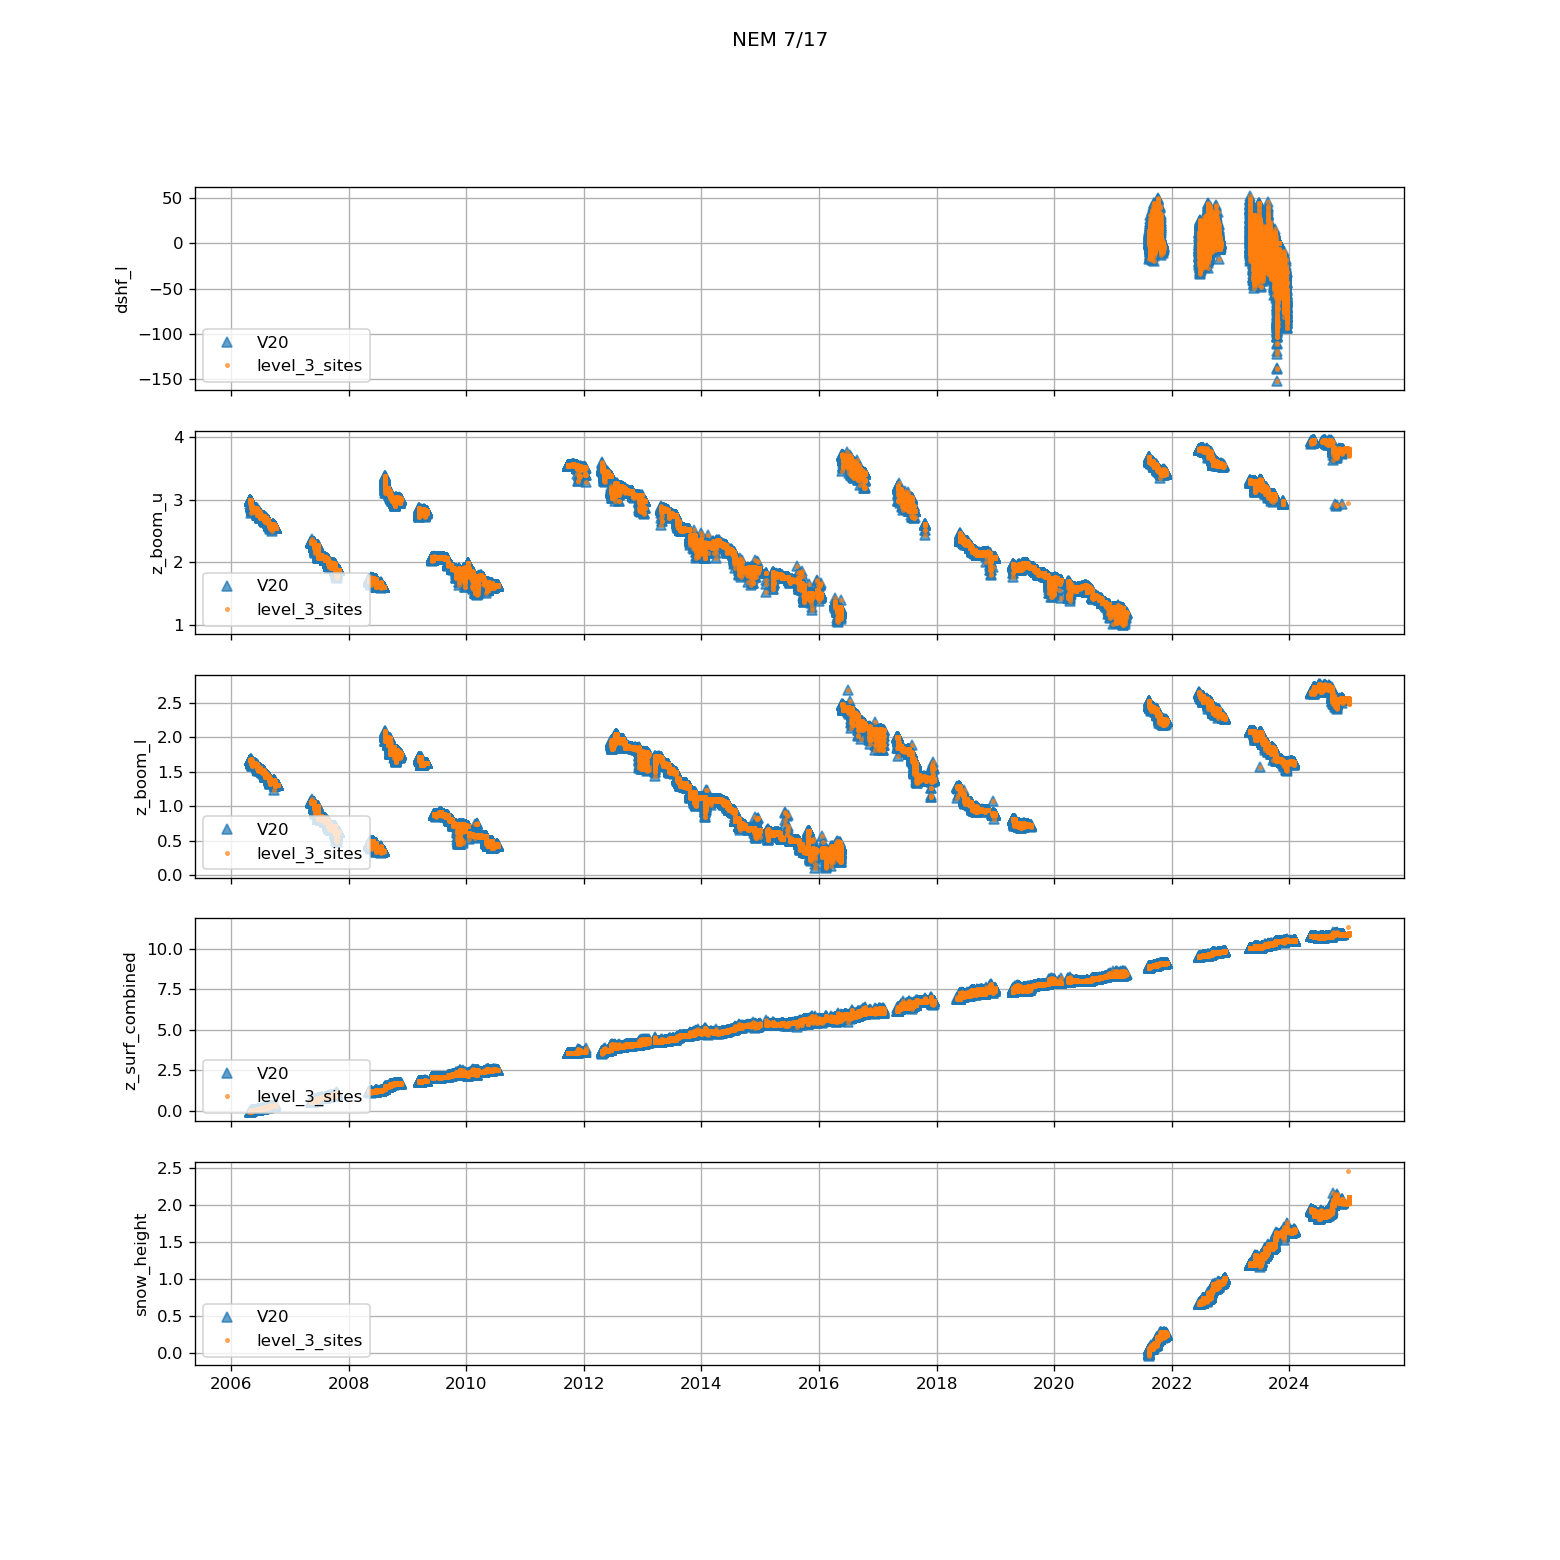 NEM 7/17
50
0
−50
−100
−150
dshf_l
V20
level_3_sites
4
3
2
1
z_boom_u
V20
level_3_sites
2.5
2.0
1.5
1.0
0.5
0.0
z_boom_l
V20
level_3_sites
10.0
7.5
5.0
2.5
0.0
z_surf_combined
V20
level_3_sites
2.5
2.0
1.5
1.0
0.5
0.0
snow_height
V20
level_3_sites
2006 2008 2010 2012 2014 2016 2018 2020 2022 2024